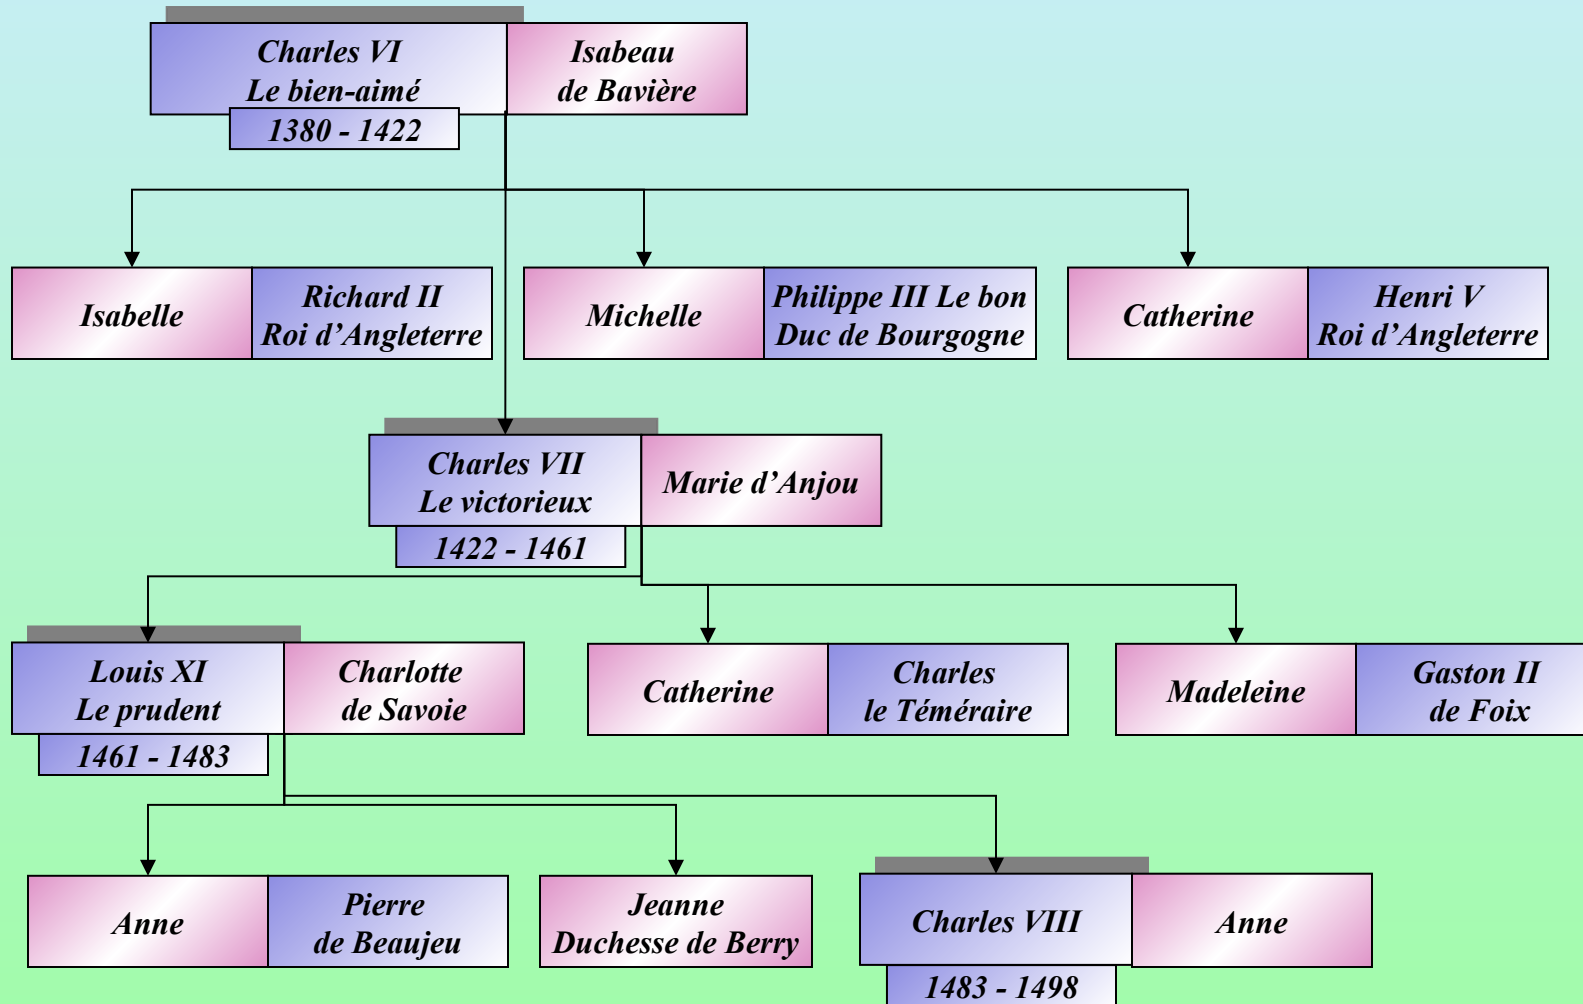 Charles VI
Le bien-aimé
Isabeau
de Bavière
1380 - 1422
Isabelle
Richard II
Roi d’Angleterre
Michelle
Philippe III Le bon
Duc de Bourgogne
Catherine
Henri V
Roi d’Angleterre
Charles VII
Le victorieux
Marie d’Anjou
1422 - 1461
Louis XI
Le prudent
Charlotte
de Savoie
1461 - 1483
Catherine
Charles
le Téméraire
Madeleine
Gaston II
de Foix
Anne
Pierre
de Beaujeu
Jeanne
Duchesse de Berry
Charles VIII
Anne
1483 - 1498